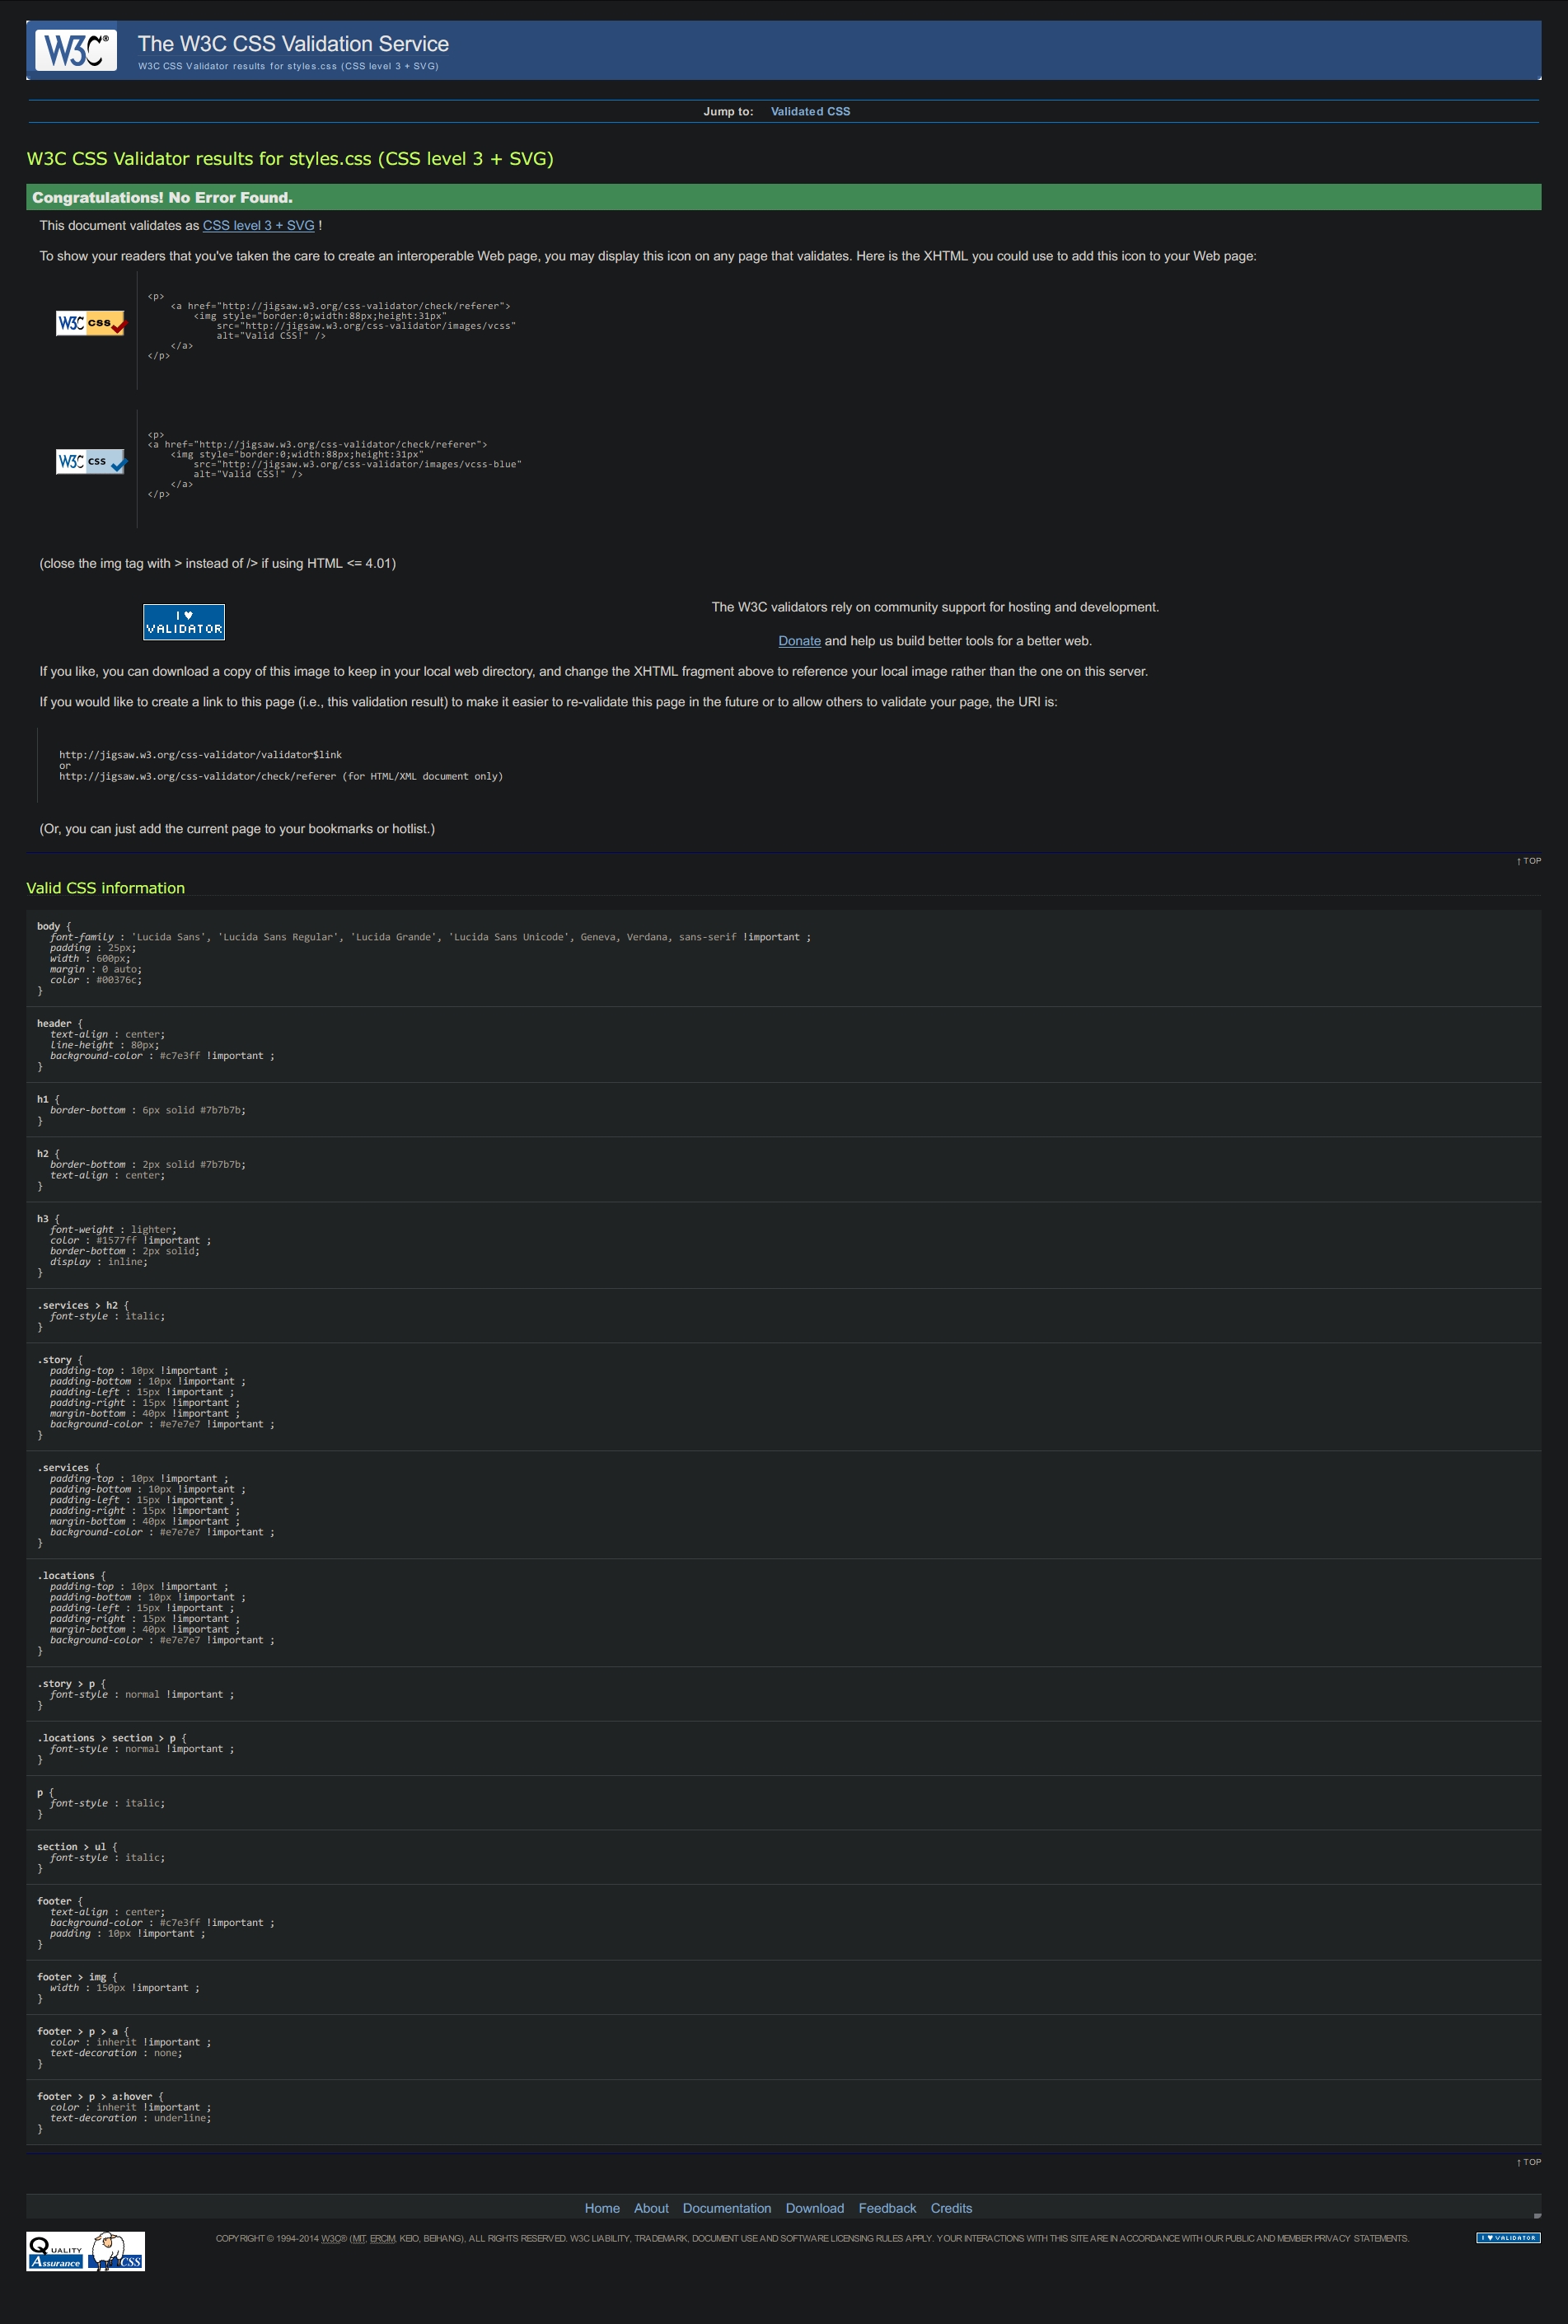 W3C®
The W3C CSS Validation Service
W3C CSS Validator results for styles.css (CSS level 3 + SVG)
Jump to: Validated CSS
W3C CSS Validator results for styles.css (CSS level 3 + SVG)
Congratulations! No Error Found.
This document validates as CSS level 3 + SVG !
To show your readers that you've taken the care to create an interoperable Web page, you may display this icon on any page that validates. Here is the XHTML you could use to add this icon to your Web page:
W3C css
<p>
<a href="http://jigsaw.w3.org/css-validator/check/referer">
<img style="border:0;width:88px;height:31px"
src="http://jigsaw.w3.org/css-validator/images/vcss"
alt="Valid CSS!" />
</a>
</p>
W3C css
<p>
<a href="http://jigsaw.w3.org/css-validator/check/referer">
<img style="border:0;width:88px;height:31px"
src="http://jigsaw.w3.org/css-validator/images/vcss-blue"
alt="Valid CSS!" />
</a>
</p>
(close the img tag with > instead of /> if using HTML <= 4.01)
I ♥
VALIDATOR
The W3C validators rely on community support for hosting and development.
Donate and help us build better tools for a better web.
If you like, you can download a copy of this image to keep in your local web directory, and change the XHTML fragment above to reference your local image rather than the one on this server.
If you would like to create a link to this page (i.e., this validation result) to make it easier to re-validate this page in the future or to allow others to validate your page, the URI is:
http://jigsaw.w3.org/css-validator/validator$link
or
http://jigsaw.w3.org/css-validator/check/referer (for HTML/XML document only)
(Or, you can just add the current page to your bookmarks or hotlist.)
↑ TOP
Valid CSS information
body {
font-family : 'Lucida Sans', 'Lucida Sans Regular', 'Lucida Grande', 'Lucida Sans Unicode', Geneva, Verdana, sans-serif !important ;
padding : 25px;
width : 600px;
margin : 0 auto;
color : #00376c;
}
header {
text-align : center;
line-height : 80px;
background-color : #c7e3ff !important ;
}
h1 {
border-bottom : 6px solid #7b7b7b;
}
h2 {
border-bottom : 2px solid #7b7b7b;
text-align : center;
}
h3 {
font-weight : lighter;
color : #1577ff !important ;
border-bottom : 2px solid;
display : inline;
}
.services > h2 {
font-style : italic;
}
.story {
padding-top : 10px !important ;
padding-bottom : 10px !important ;
padding-left : 15px !important ;
padding-right : 15px !important ;
margin-bottom : 40px !important ;
background-color : #e7e7e7 !important ;
}
.services {
padding-top : 10px !important ;
padding-bottom : 10px !important ;
padding-left : 15px !important ;
padding-right : 15px !important ;
margin-bottom : 40px !important ;
background-color : #e7e7e7 !important ;
}
.locations {
padding-top : 10px !important ;
padding-bottom : 10px !important ;
padding-left : 15px !important ;
padding-right : 15px !important ;
margin-bottom : 40px !important ;
background-color : #e7e7e7 !important ;
}
.story > p {
font-style : normal !important ;
}
.locations > section > p {
font-style : normal !important ;
}
p {
font-style : italic;
}
section > ul {
font-style : italic;
}
footer {
text-align : center;
background-color : #c7e3ff !important ;
padding : 10px !important ;
}
footer > img {
width : 150px !important ;
}
footer > p > a {
color : inherit !important ;
text-decoration : none;
}
footer > p > a:hover {
color : inherit !important ;
text-decoration : underline;
}
↑ TOP
Home About Documentation Download Feedback Credits
QUALITY
Assurance CSS
COPYRIGHT © 1994-2014 W3C® (MIT, ERCIM, KEIO, BEIHANG), ALL RIGHTS RESERVED. W3C LIABILITY, TRADEMARK, DOCUMENT USE AND SOFTWARE LICENSING RULES APPLY. YOUR INTERACTIONS WITH THIS SITE ARE IN ACCORDANCE WITH OUR PUBLIC AND MEMBER PRIVACY STATEMENTS.
I ♥ VALIDATOR